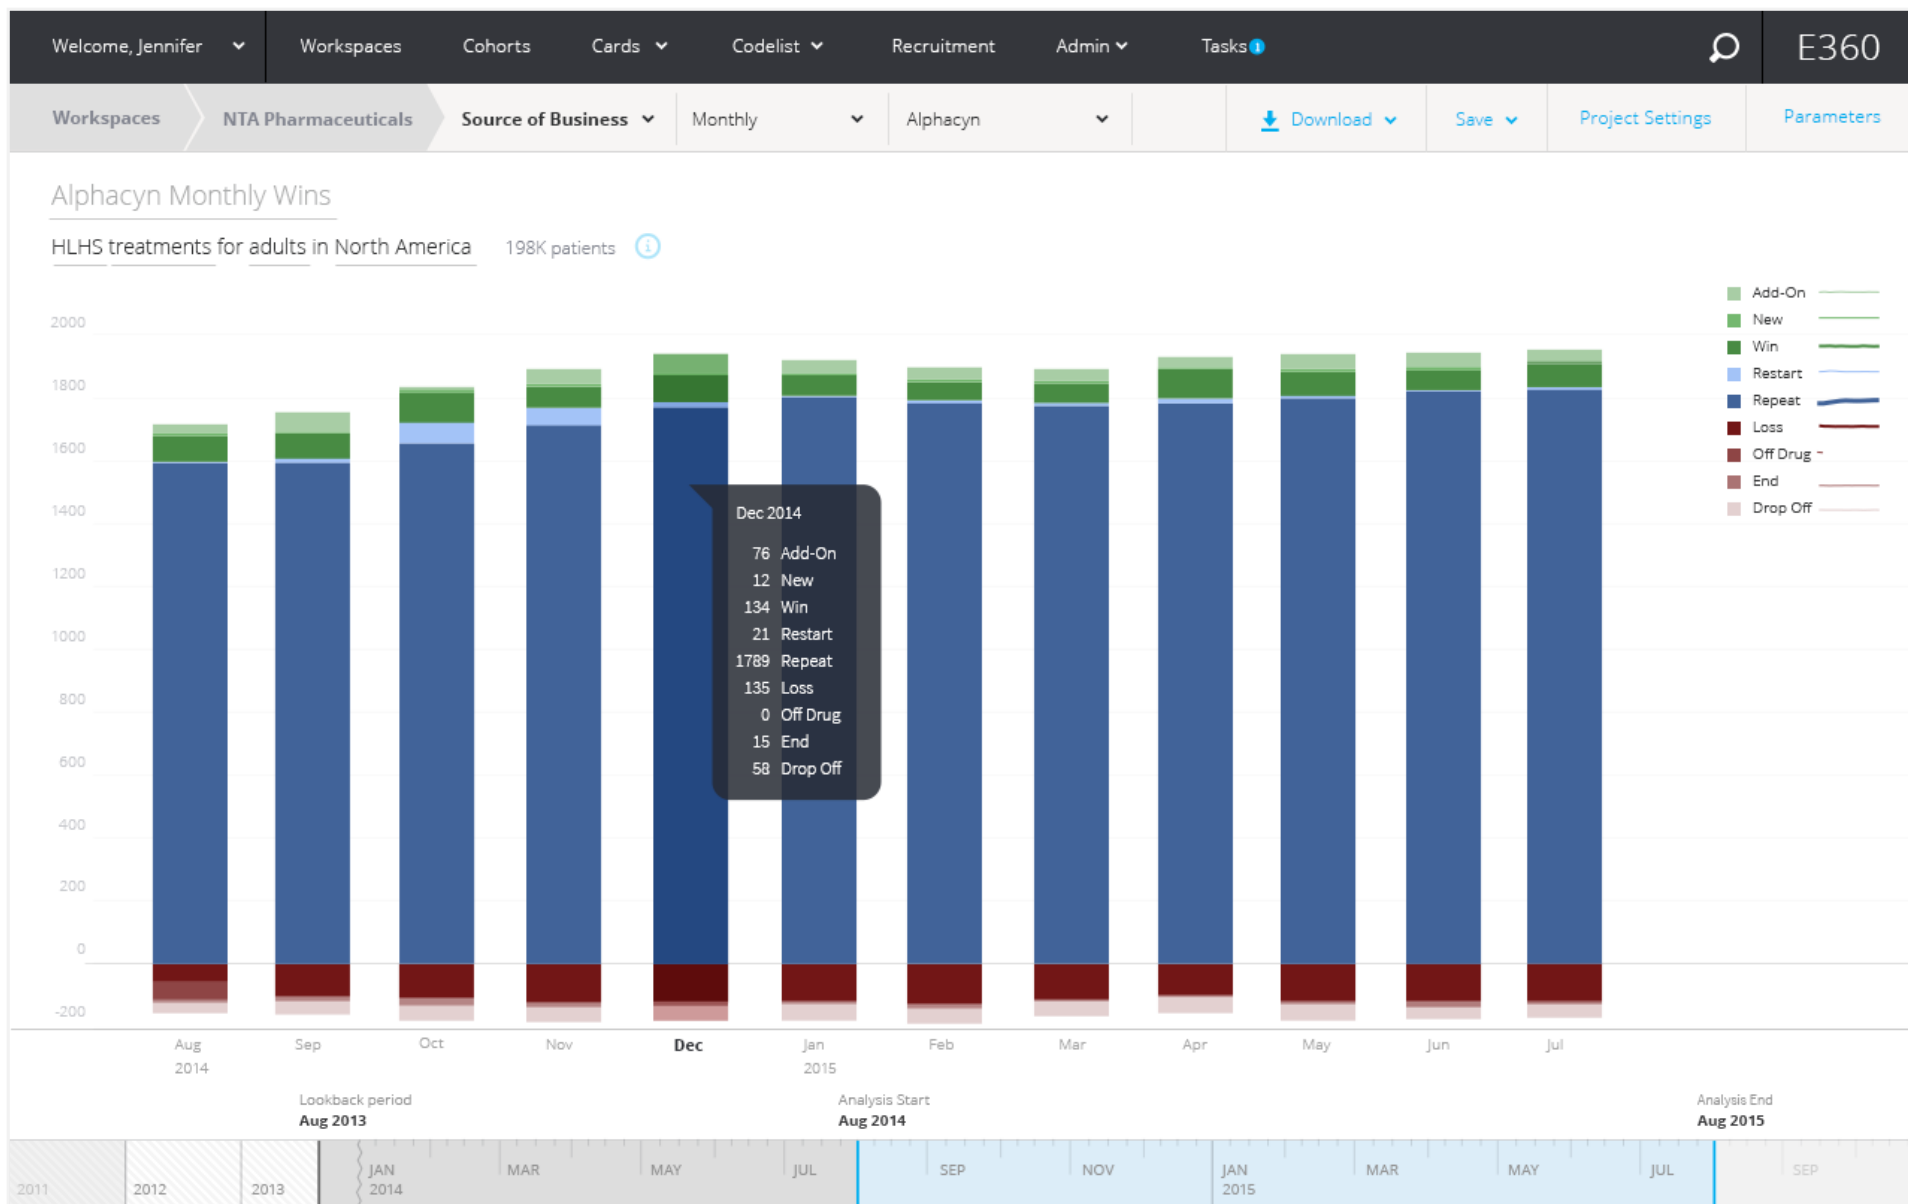 Welcome, Jennifer Workspaces Cohorts Cards Codelist Recruitment Admin Tasks i E360
Workspaces NTA Pharmaceuticals Source of Business Monthly Alphacyn Download Save Project Settings Parameters
Alphacyn Monthly Wins
HLHS treatments for adults in North America 198K patients i
Add-On
New
Win
Restart
Repeat
Loss
Off Drug
End
Drop Off
2000
1800
1600
1400
1200
1000
800
600
400
200
0
-200
Dec 2014
76 Add-On
12 New
134 Win
21 Restart
1789 Repeat
135 Loss
0 Off Drug
15 End
58 Drop Off
Aug Sep Oct Nov Dec Jan Feb Mar Apr May Jun Jul
2014 2015
Lookback period Analysis Start Analysis End
Aug 2013 Aug 2014 Aug 2015
JAN MAR MAY JUL SEP NOV JAN MAR MAY JUL SEP
2011 2012 2013 2014 2015